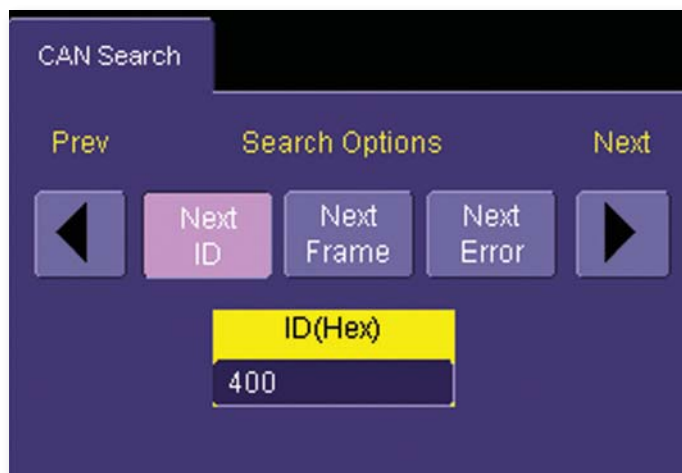 CAN Search
Prev Search Options Next
Next ID
Next Frame
Next Error
ID(Hex)
400